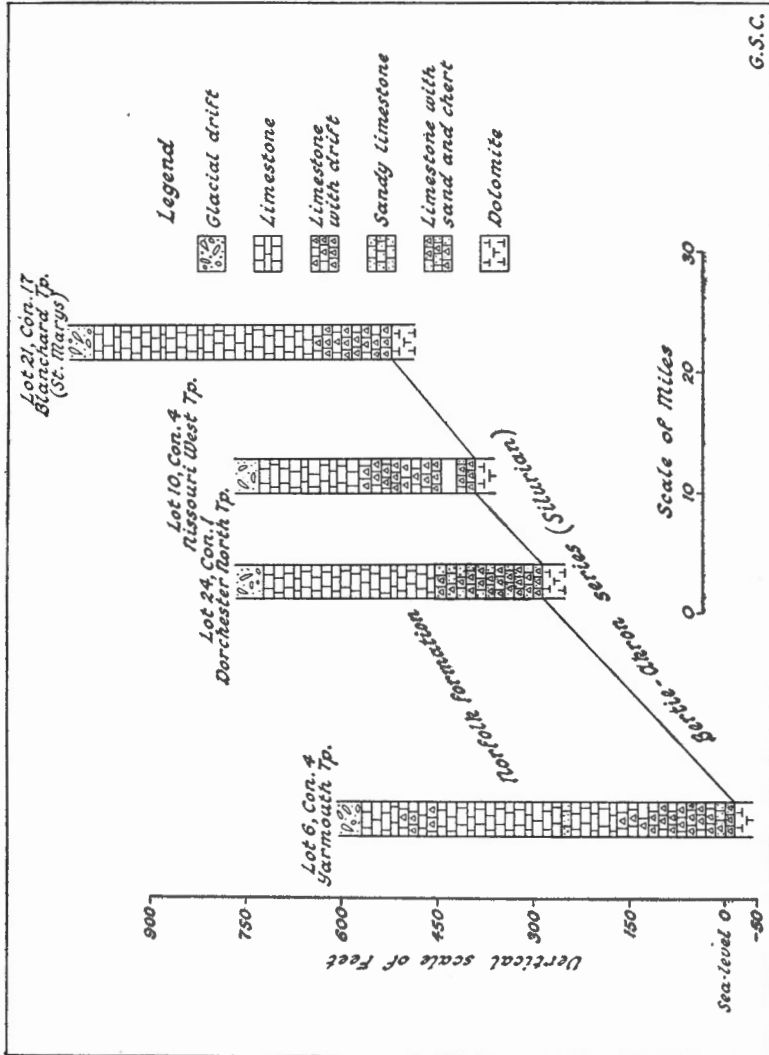 Lot 21, Con. 17
Blanchard Tp.
(St. Marys)
Lot 10, Con. 4
Nissouri West Tp.
Lot 24, Con. 1
Dorchester North Tp.
Lot 6, Con. 4
Yarmouth Tp.
Legend
Glacial drift
Limestone
Limestone
with drift
Sandy limestone
Limestone with
sand and chert
Dolomite
Norfolk formation
Bertie-Akron Series (Silurian)
Vertical scale of Feet
900
750
600
450
300
150
Sea-level 0
-50
Scale of Miles
0
10
20
30
G.S.C.